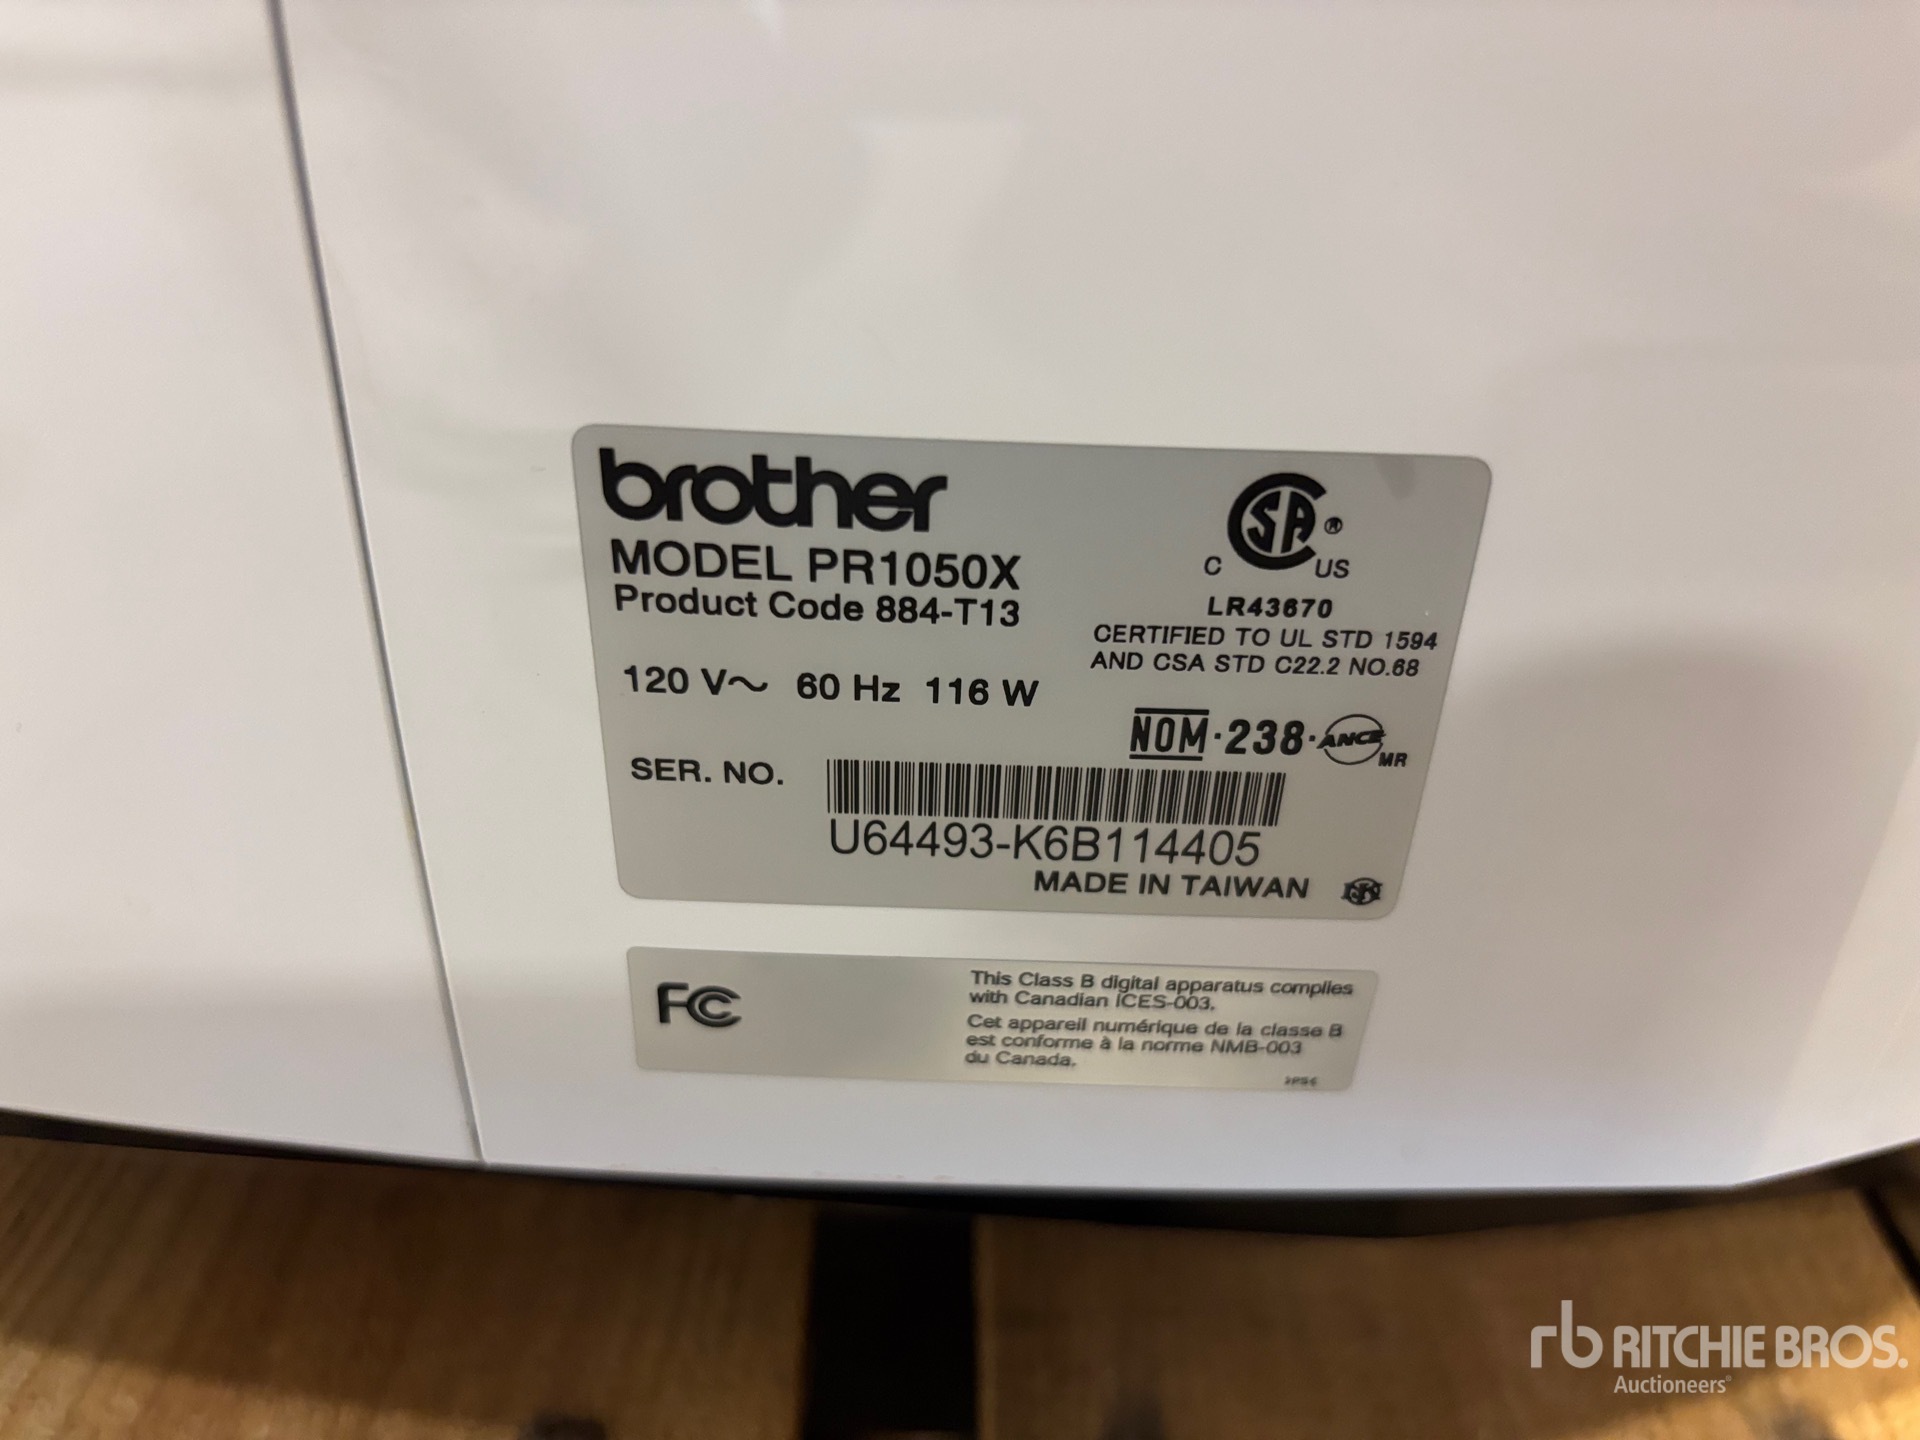 brother
MODEL PR1050X
Product Code 884-T13
120 V~ 60 Hz 116 W
SER. NO.
U64493-K6B114405
MADE IN TAIWAN
CSA ®
C US
LR43670
CERTIFIED TO UL STD 1594
AND CSA STD C22.2 NO.68
NOM·238·ANCE MR
FC
This Class B digital apparatus complies
with Canadian ICES-003.
Cet appareil numérique de la classe B
est conforme à la norme NMB-003
du Canada.
rb RITCHIE BROS.
Auctioneers